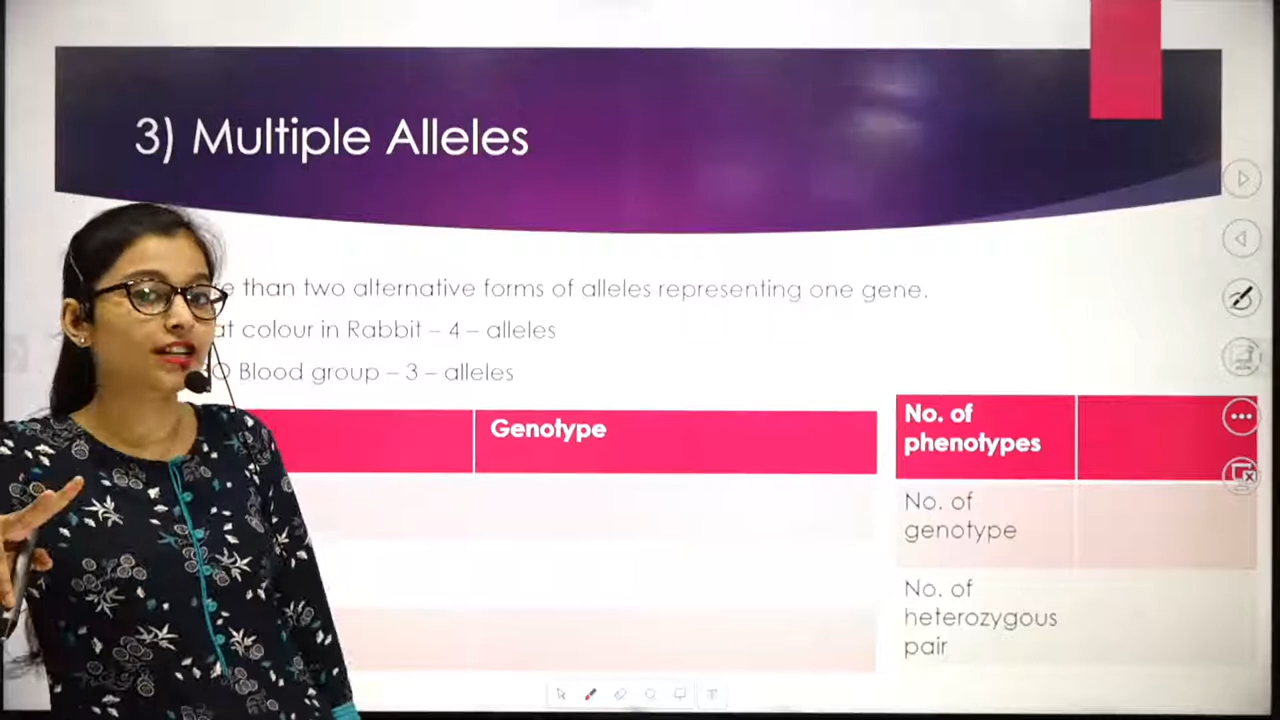 3) Multiple Alleles
than two alternative forms of alleles representing one gene.
colour in Rabbit – 4 – alleles
Blood group – 3 – alleles
Genotype
No. of
phenotypes
No. of
genotype
No. of
heterozygous
pair